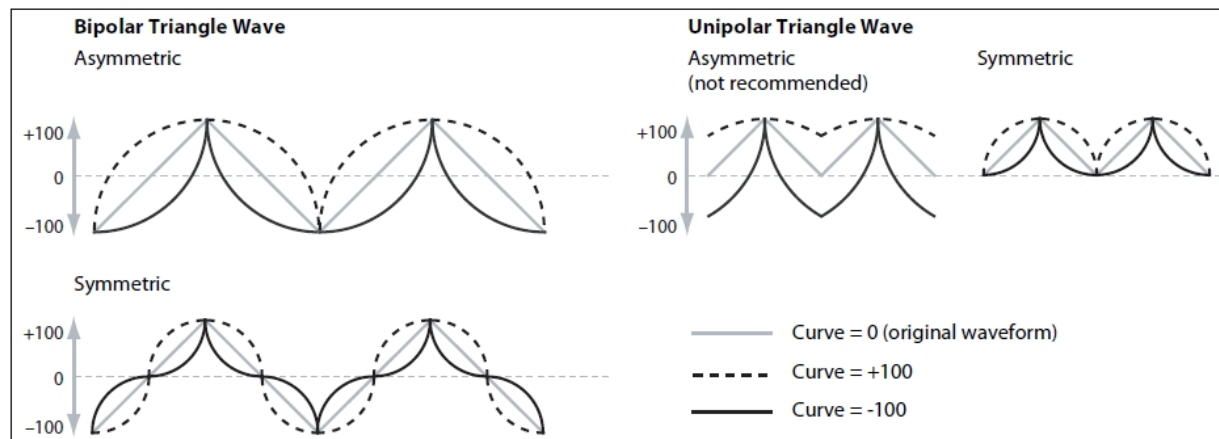 Bipolar Triangle Wave
Asymmetric
+100
0
–100
Symmetric
+100
0
–100
Unipolar Triangle Wave
Asymmetric
(not recommended)
Symmetric
+100
0
–100
Curve = 0 (original waveform)
Curve = +100
Curve = -100